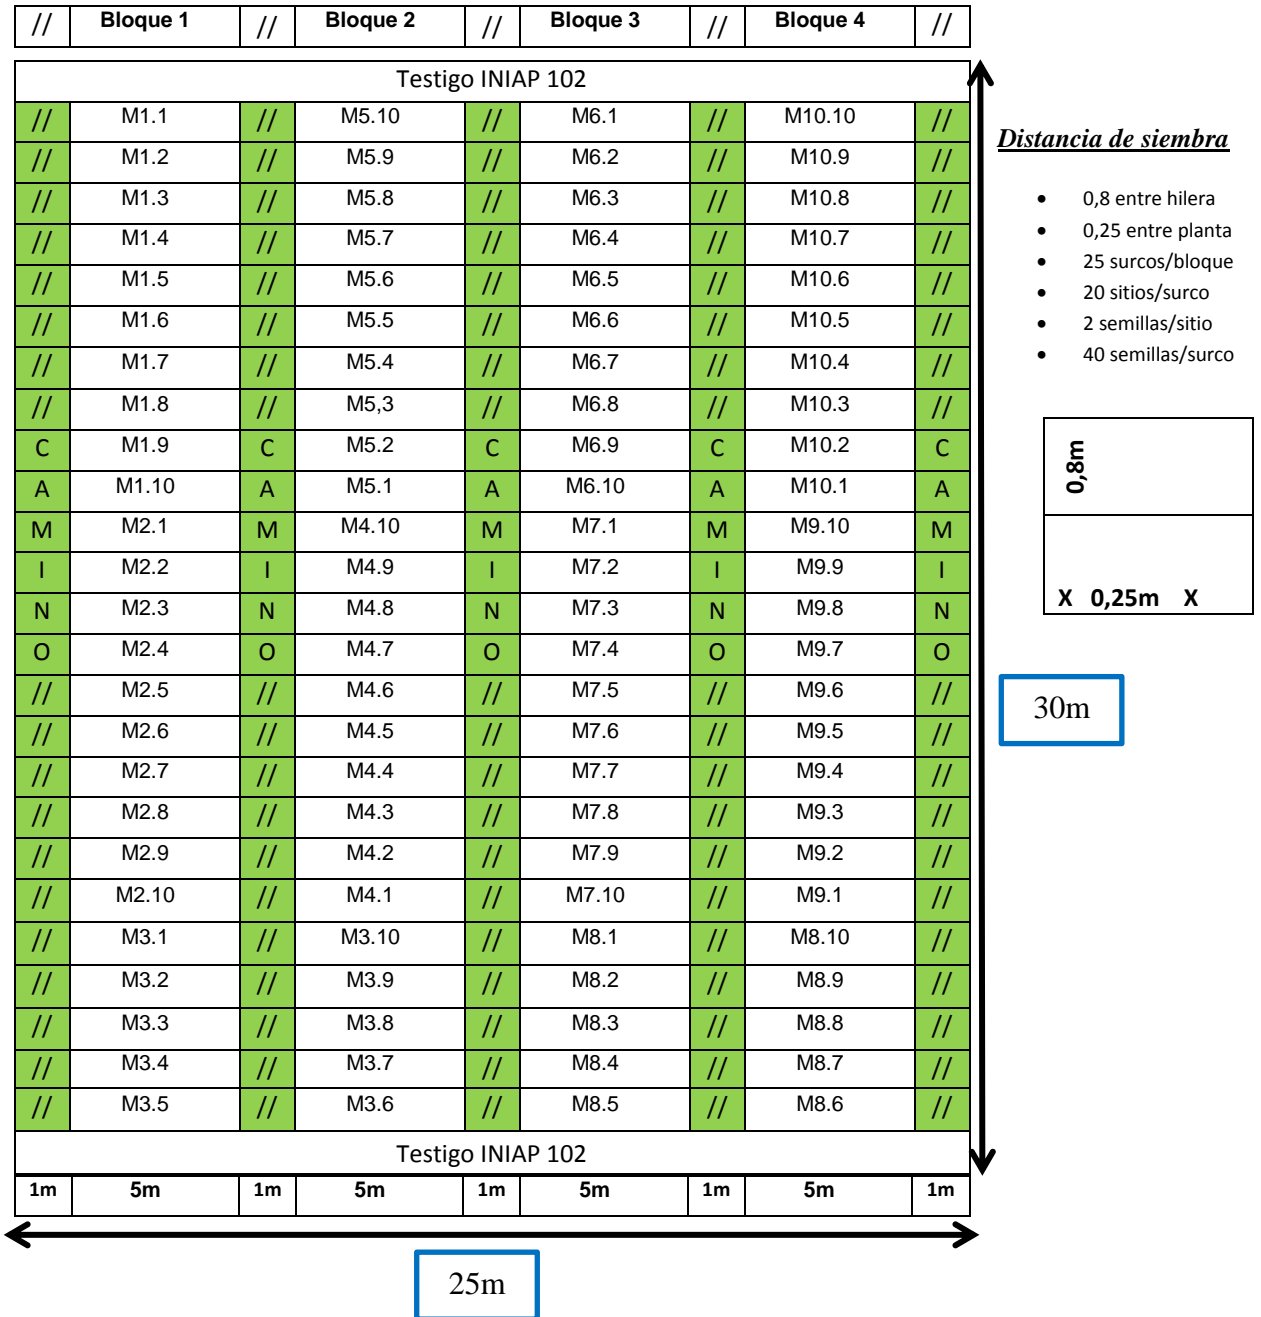 // Bloque 1 // Bloque 2 // Bloque 3 // Bloque 4 //
Testigo INIAP 102
// M1.1 // M5.10 // M6.1 // M10.10 //
// M1.2 // M5.9 // M6.2 // M10.9 //
// M1.3 // M5.8 // M6.3 // M10.8 //
// M1.4 // M5.7 // M6.4 // M10.7 //
// M1.5 // M5.6 // M6.5 // M10.6 //
// M1.6 // M5.5 // M6.6 // M10.5 //
// M1.7 // M5.4 // M6.7 // M10.4 //
// M1.8 // M5,3 // M6.8 // M10.3 //
C M1.9 C M5.2 C M6.9 C M10.2 C
A M1.10 A M5.1 A M6.10 A M10.1 A
M M2.1 M M4.10 M M7.1 M M9.10 M
I M2.2 I M4.9 I M7.2 I M9.9 I
N M2.3 N M4.8 N M7.3 N M9.8 N
O M2.4 O M4.7 O M7.4 O M9.7 O
// M2.5 // M4.6 // M7.5 // M9.6 //
// M2.6 // M4.5 // M7.6 // M9.5 //
// M2.7 // M4.4 // M7.7 // M9.4 //
// M2.8 // M4.3 // M7.8 // M9.3 //
// M2.9 // M4.2 // M7.9 // M9.2 //
// M2.10 // M4.1 // M7.10 // M9.1 //
// M3.1 // M3.10 // M8.1 // M8.10 //
// M3.2 // M3.9 // M8.2 // M8.9 //
// M3.3 // M3.8 // M8.3 // M8.8 //
// M3.4 // M3.7 // M8.4 // M8.7 //
// M3.5 // M3.6 // M8.5 // M8.6 //
Testigo INIAP 102
1m 5m 1m 5m 1m 5m 1m 5m 1m
25m
Distancia de siembra
• 0,8 entre hilera
• 0,25 entre planta
• 25 surcos/bloque
• 20 sitios/surco
• 2 semillas/sitio
• 40 semillas/surco
0,8m
X 0,25m X
30m